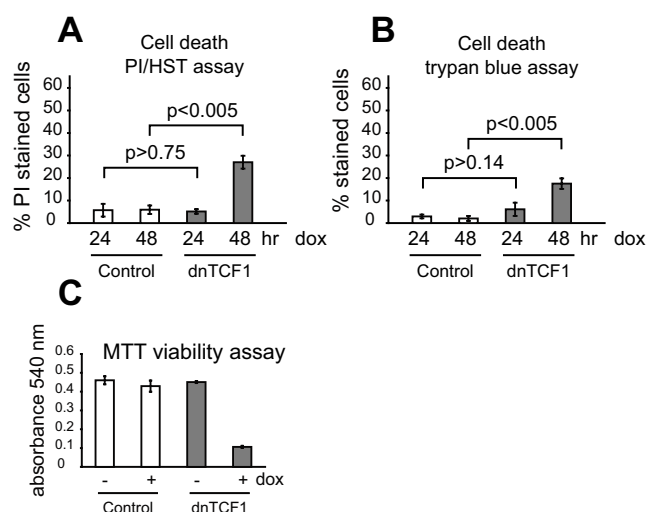 A
Cell death
PI/HST assay
% PI stained cells
60
50
40
30
20
10
0
p<0.005
p>0.75
24 48 24 48 hr dox
Control dnTCF1
B
Cell death
trypan blue assay
% stained cells
60
50
40
30
20
10
0
p<0.005
p>0.14
24 48 24 48 hr dox
Control dnTCF1
C
MTT viability assay
absorbance 540 nm
0.6
0.5
0.4
0.3
0.2
0.1
0
- + - + dox
Control dnTCF1